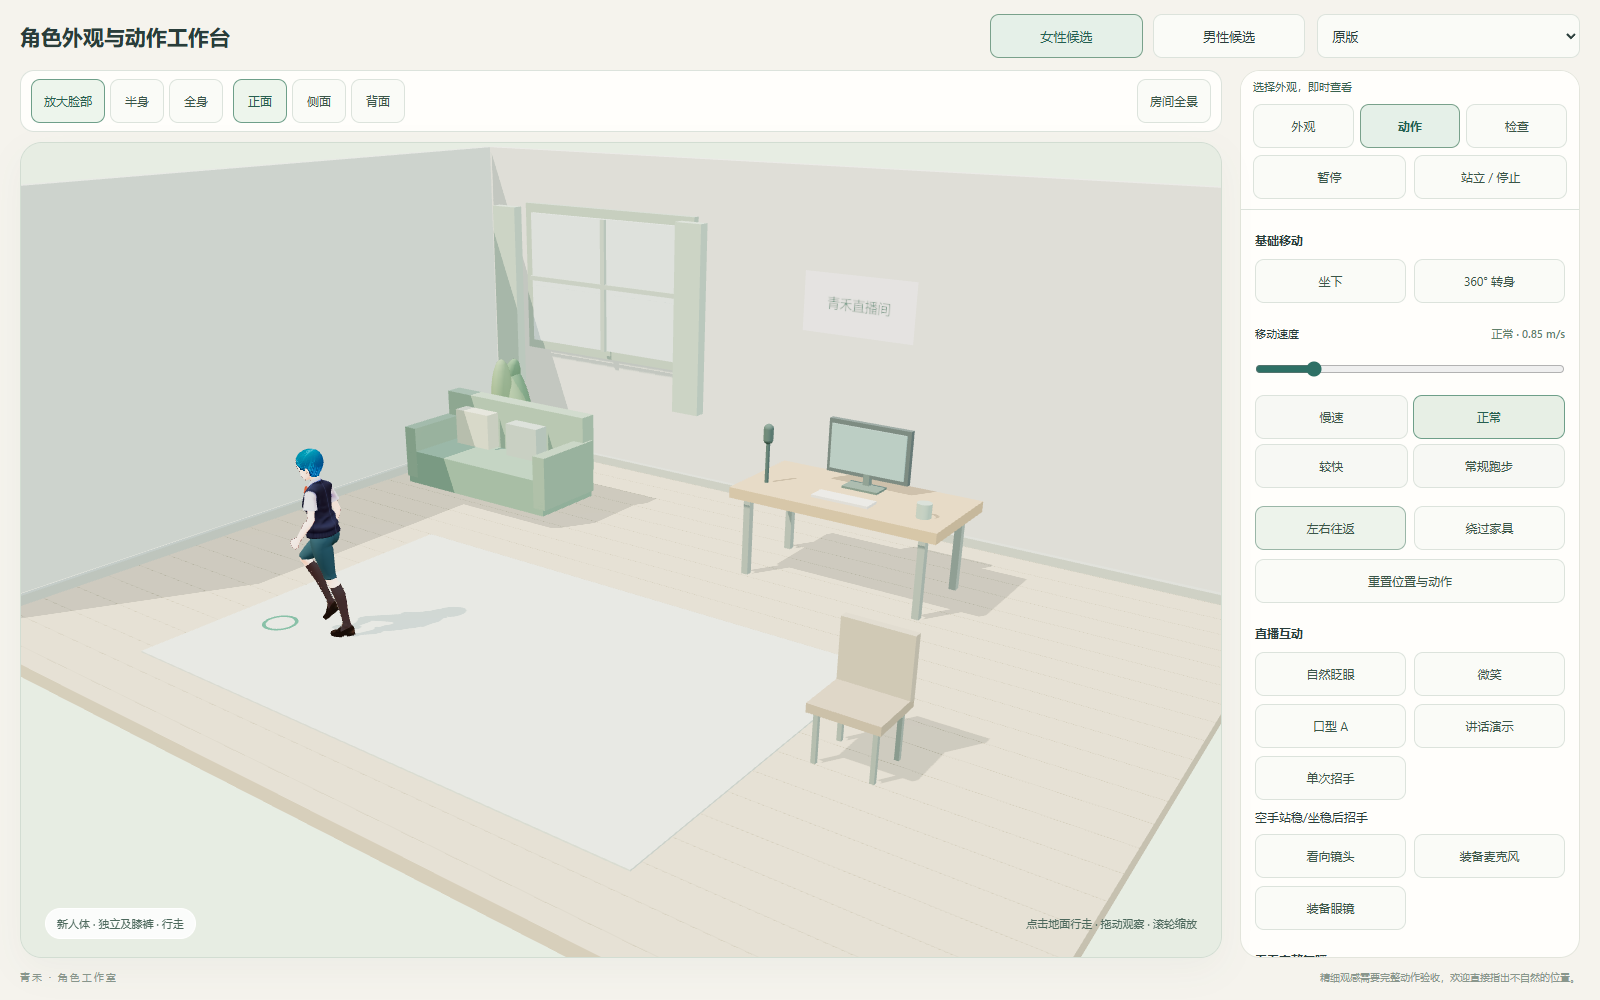 角色外观与动作工作台
女性候选
男性候选
原版
放大脸部
半身
全身
正面
侧面
背面
房间全景
选择外观，即时查看
外观
动作
检查
暂停
站立 / 停止
基础移动
坐下
360° 转身
移动速度
正常 · 0.85 m/s
慢速
正常
较快
常规跑步
左右往返
绕过家具
重置位置与动作
直播互动
自然眨眼
微笑
口型 A
讲话演示
单次招手
空手站稳/坐稳后招手
看向镜头
装备麦克风
装备眼镜
青禾直播间
新人体 · 独立及膝裤 · 行走
点击地面行走 · 拖动观察 · 滚轮缩放
青禾 · 角色工作室
精细观感需要完整动作验收，欢迎直接指出不自然的位置。